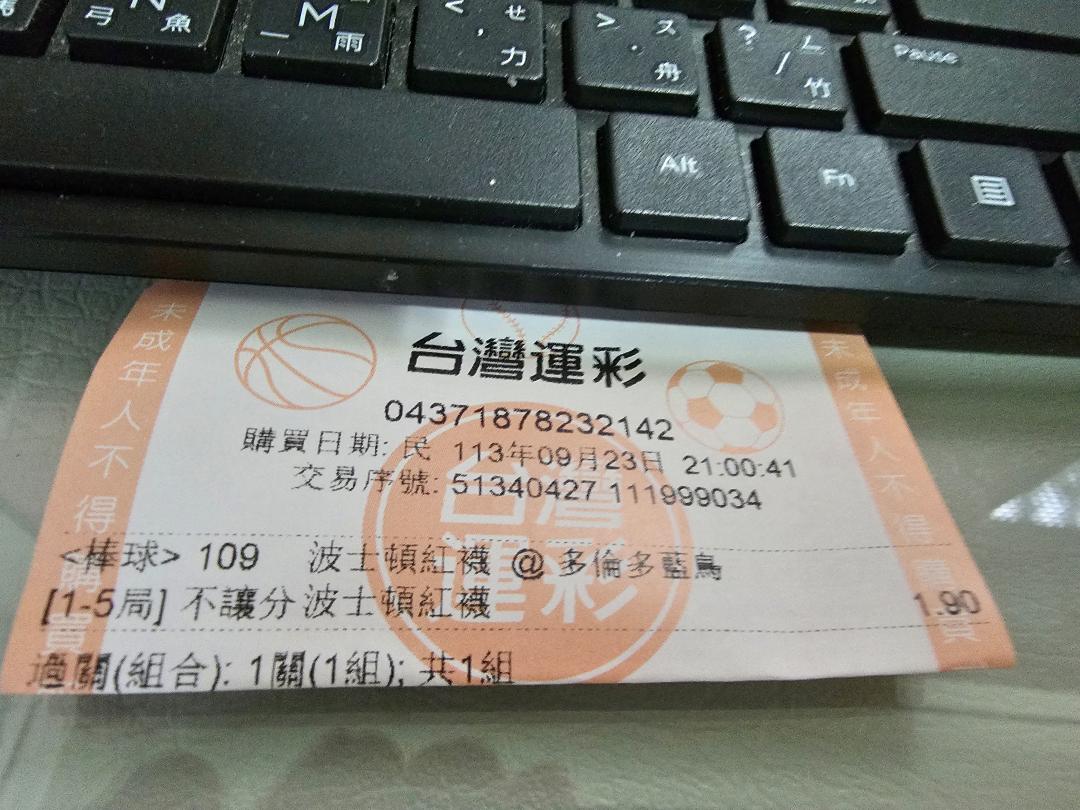 N 弓 魚
M 一 雨
< , ㄝ 力
> . ㄡ 舟
? / ㄥ 竹
Pause
Alt
Fn
台灣運彩
04371878232142
購買日期: 民 113年09月23日 21:00:41
交易序號: 51340427 111999034
<棒球> 109 波士頓紅襪 @ 多倫多藍鳥
[1-5局] 不讓分 波士頓紅襪 1.90
過關(組合): 1關(1組); 共1組
未成年人不得購買
未成年人不得購買
台灣運彩